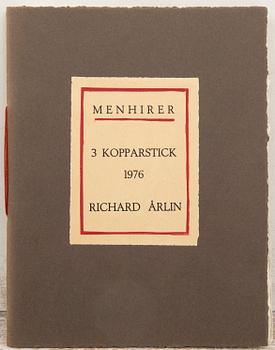 MENHIRER
3 KOPPARSTICK
1976
RICHARD ÅRLIN